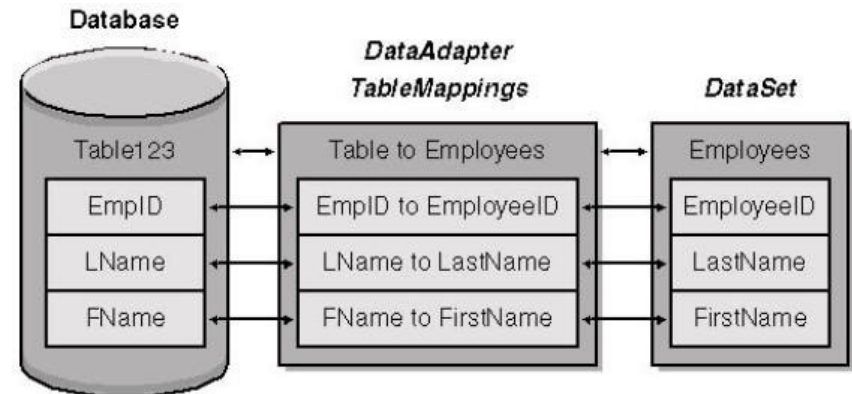 Database
DataAdapter
TableMappings
DataSet
Table123
Table to Employees
Employees
EmpID
EmpID to EmployeeID
EmployeeID
LName
LName to LastName
LastName
FName
FName to FirstName
FirstName